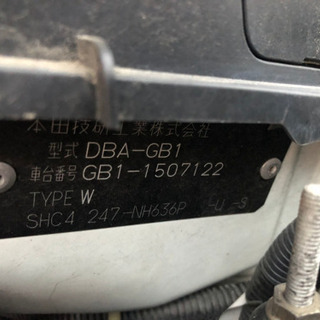 本田技研工業株式会社
型式 DBA-GB1
車台番号 GB1-1507122
TYPE W
SHC4 247-NH636P -U -S